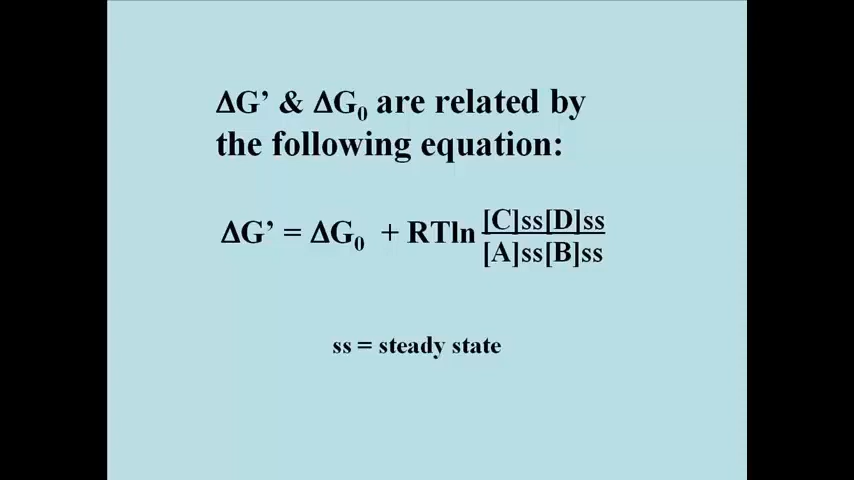 ΔG’ & ΔG₀ are related by
the following equation:
ΔG’ = ΔG₀ + RTln [C]ss[D]ss
[A]ss[B]ss
ss = steady state